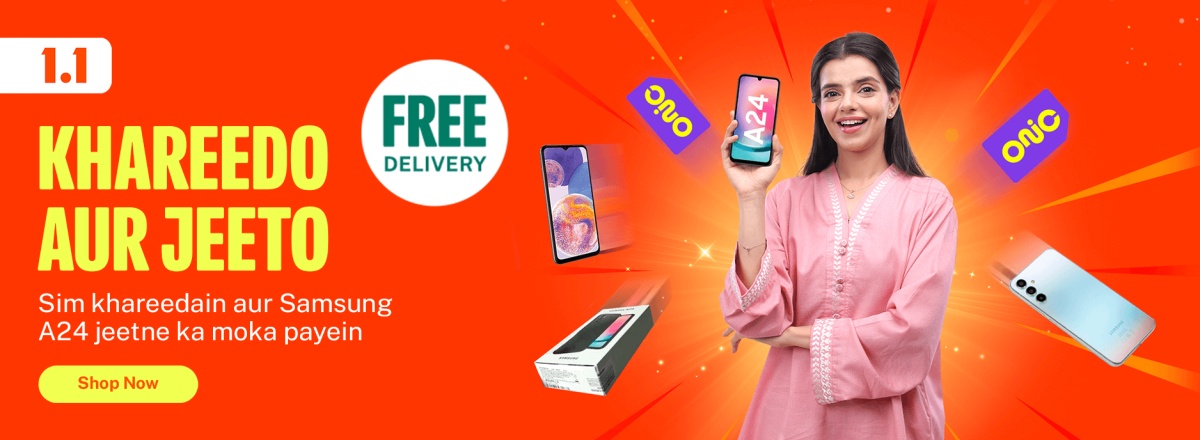 1.1
KHAREEDO
AUR JEETO
Sim khareedain aur Samsung
A24 jeetne ka moka payein
Shop Now
FREE
DELIVERY
ONIC
A24
ONIC
SAMSUNG